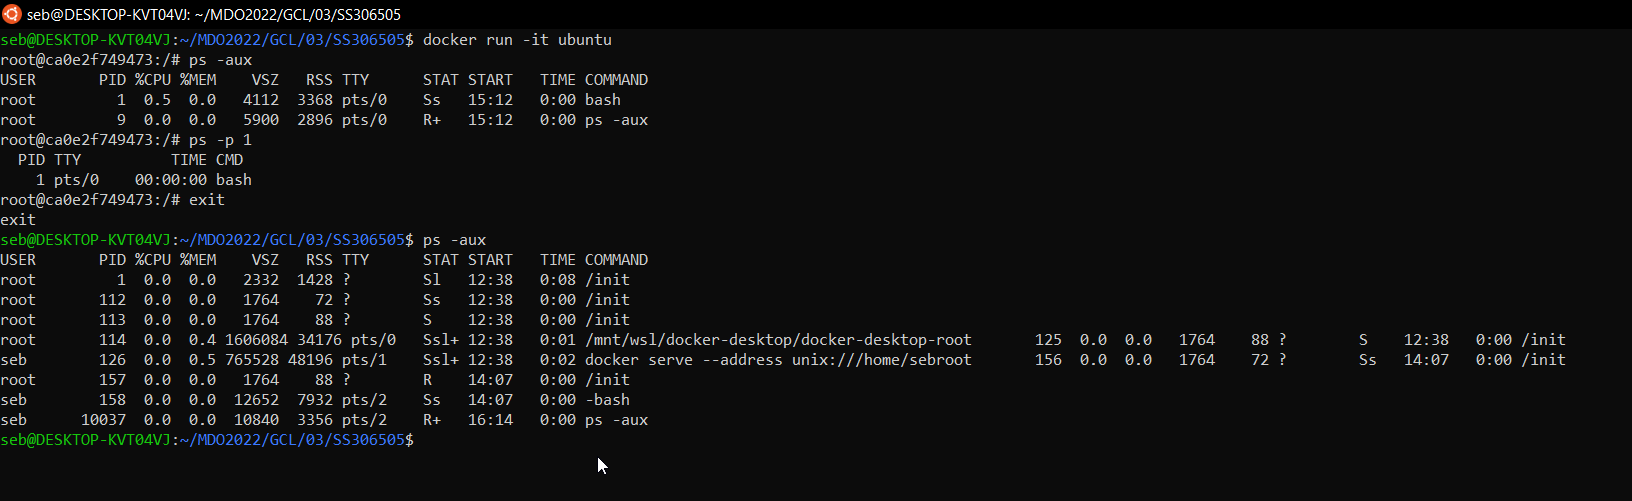 seb@DESKTOP-KVT04VJ: ~/MDO2022/GCL/03/SS306505
seb@DESKTOP-KVT04VJ:~/MDO2022/GCL/03/SS306505$ docker run -it ubuntu
root@ca0e2f749473:/# ps -aux
USER       PID %CPU %MEM    VSZ   RSS TTY      STAT START   TIME COMMAND
root         1  0.5  0.0   4112  3368 pts/0    Ss   15:12   0:00 bash
root         9  0.0  0.0   5900  2896 pts/0    R+   15:12   0:00 ps -aux
root@ca0e2f749473:/# ps -p 1
  PID TTY          TIME CMD
    1 pts/0    00:00:00 bash
root@ca0e2f749473:/# exit
exit
seb@DESKTOP-KVT04VJ:~/MDO2022/GCL/03/SS306505$ ps -aux
USER       PID %CPU %MEM    VSZ   RSS TTY      STAT START   TIME COMMAND
root         1  0.0  0.0   2332  1428 ?        Sl   12:38   0:08 /init
root       112  0.0  0.0   1764    72 ?        Ss   12:38   0:00 /init
root       113  0.0  0.0   1764    88 ?        S    12:38   0:00 /init
root       114  0.0  0.4 1606084 34176 pts/0   Ssl+ 12:38   0:01 /mnt/wsl/docker-desktop/docker-desktop-root       125  0.0  0.0   1764    88 ?        S    12:38   0:00 /init
seb        126  0.0  0.5 765528 48196 pts/1    Ssl+ 12:38   0:02 docker serve --address unix:///home/sebroot       156  0.0  0.0   1764    72 ?        Ss   14:07   0:00 /init
root       157  0.0  0.0   1764    88 ?        R    14:07   0:00 /init
seb        158  0.0  0.0  12652  7932 pts/2    Ss   14:07   0:00 -bash
seb      10037  0.0  0.0  10840  3356 pts/2    R+   16:14   0:00 ps -aux
seb@DESKTOP-KVT04VJ:~/MDO2022/GCL/03/SS306505$